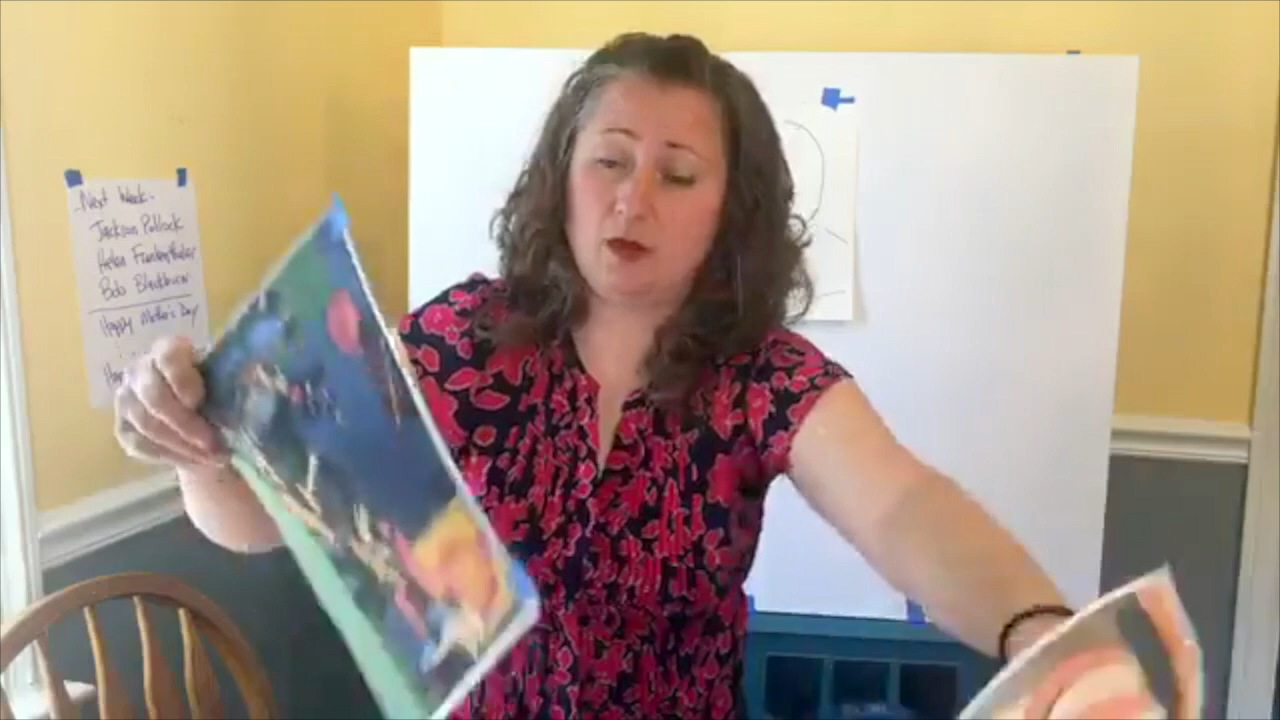 -Next Week-
Jackson Pollock
Helen Frankenthaler
Bob Blackburn
Happy Mother's Day